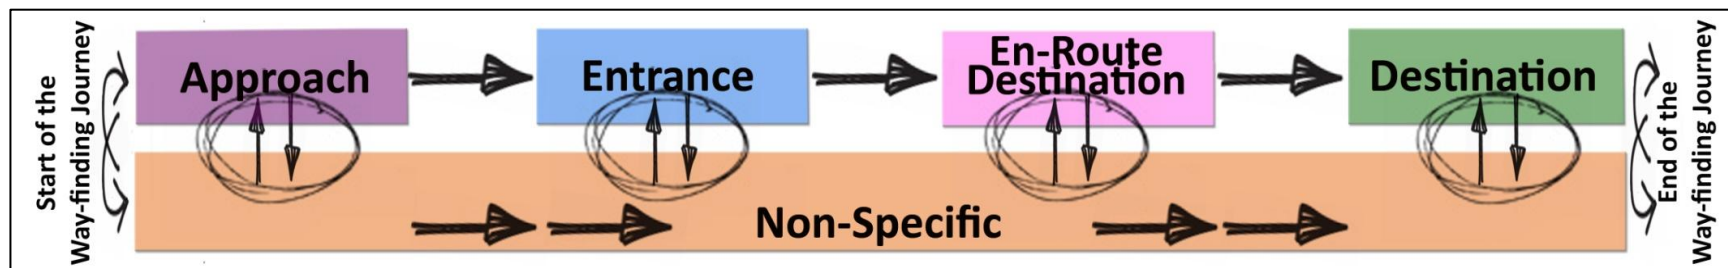 Start of the
Way-finding Journey
Approach
Entrance
En-Route
Destination
Destination
Non-Specific
End of the
Way-finding Journey